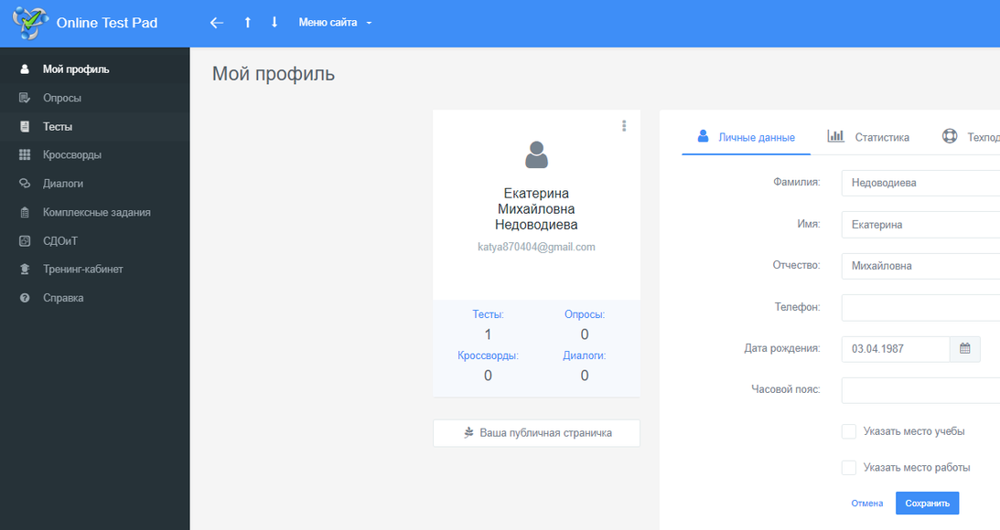 Online Test Pad
Меню сайта
Мой профиль
Опросы
Тесты
Кроссворды
Диалоги
Комплексные задания
СДОиТ
Тренинг-кабинет
Справка
Мой профиль
Екатерина
Михайловна
Недоводиева
katya870404@gmail.com
Тесты: Опросы:
1 0
Кроссворды: Диалоги:
0 0
Ваша публичная страничка
Личные данные Статистика Техпод
Фамилия: Недоводиева
Имя: Екатерина
Отчество: Михайловна
Телефон:
Дата рождения: 03.04.1987
Часовой пояс:
Указать место учебы
Указать место работы
Отмена Сохранить